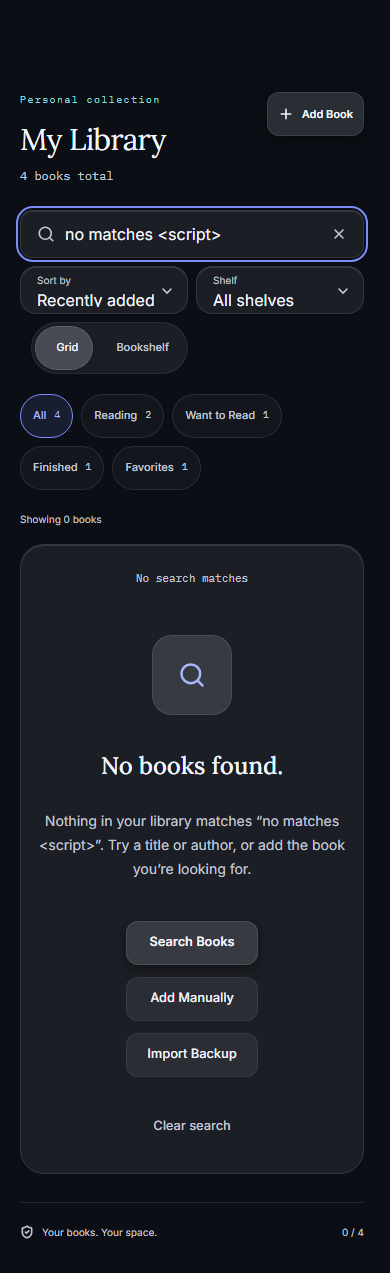 Personal collection
Add Book
My Library
4 books total
no matches <script>
Sort by
Recently added
Shelf
All shelves
Grid
Bookshelf
All 4
Reading 2
Want to Read 1
Finished 1
Favorites 1
Showing 0 books
No search matches
No books found.
Nothing in your library matches “no matches
<script>”. Try a title or author, or add the book
you’re looking for.
Search Books
Add Manually
Import Backup
Clear search
Your books. Your space.
0 / 4